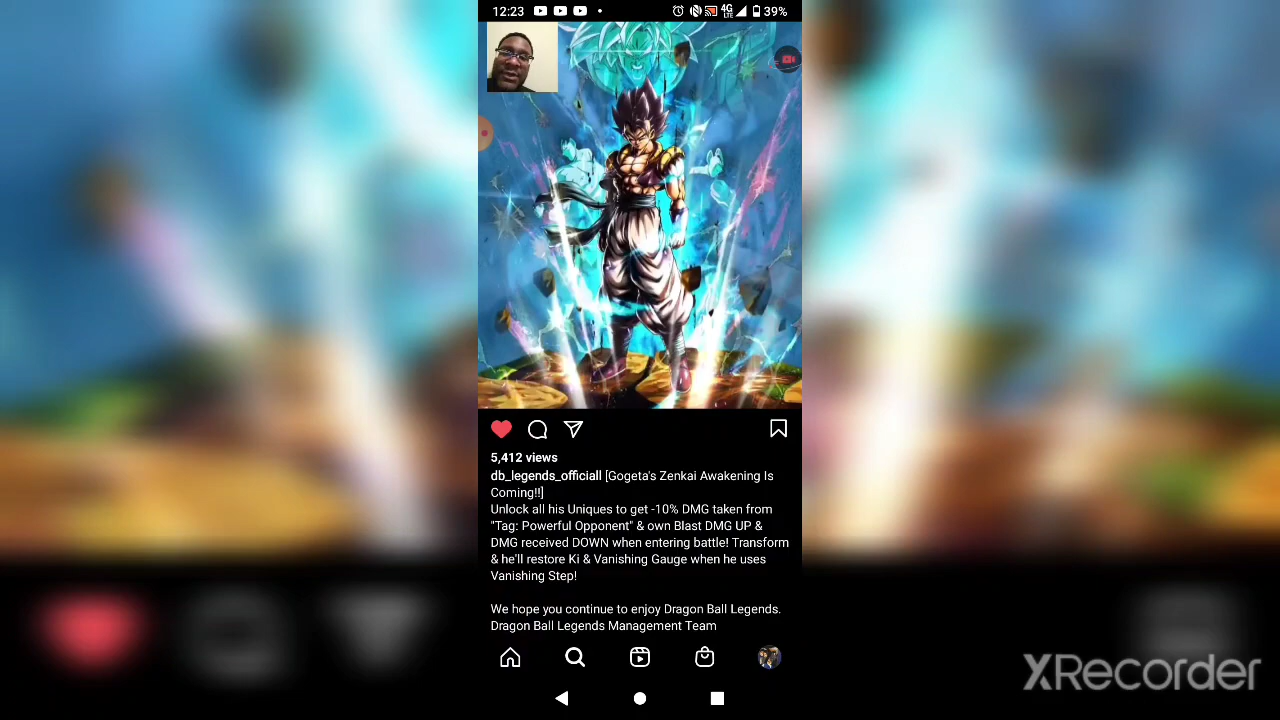 12:23 4G LTE 39%
5,412 views
db_legends_officiall [Gogeta's Zenkai Awakening Is
Coming!!]
Unlock all his Uniques to get -10% DMG taken from
"Tag: Powerful Opponent" & own Blast DMG UP &
DMG received DOWN when entering battle! Transform
& he'll restore Ki & Vanishing Gauge when he uses
Vanishing Step!
We hope you continue to enjoy Dragon Ball Legends.
Dragon Ball Legends Management Team
XRecorder